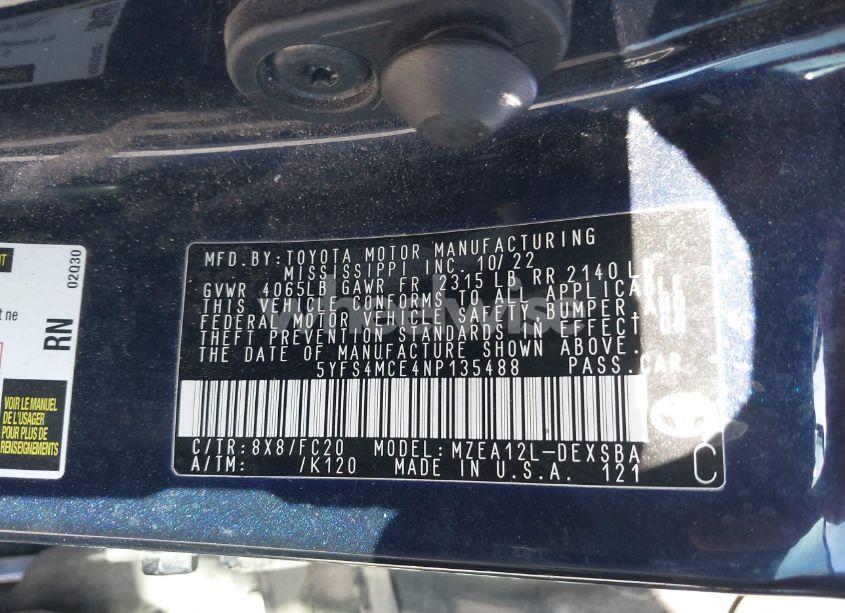 MFD.BY:TOYOTA MOTOR MANUFACTURING
MISSISSIPPI INC. 10/22
GVWR 4065LB GAWR FR 2315 LB RR 2140 LB
THIS VEHICLE CONFORMS TO ALL APPLICABLE
FEDERAL MOTOR VEHICLE SAFETY,BUMPER,AND
THEFT PREVENTION STANDARDS IN EFFECT ON
THE DATE OF MANUFACTURE SHOWN ABOVE.
5YFS4MCE4NP135488 PASS.CAR
C/TR:8X8/FC20 MODEL:MZEA12L-DEXSBA
A/TM: /K120 MADE IN U.S.A. 121
C
02Q30
RN
t ne
VOIR LE MANUEL
DE L'USAGER
POUR PLUS DE
RENSEIGNEMENTS